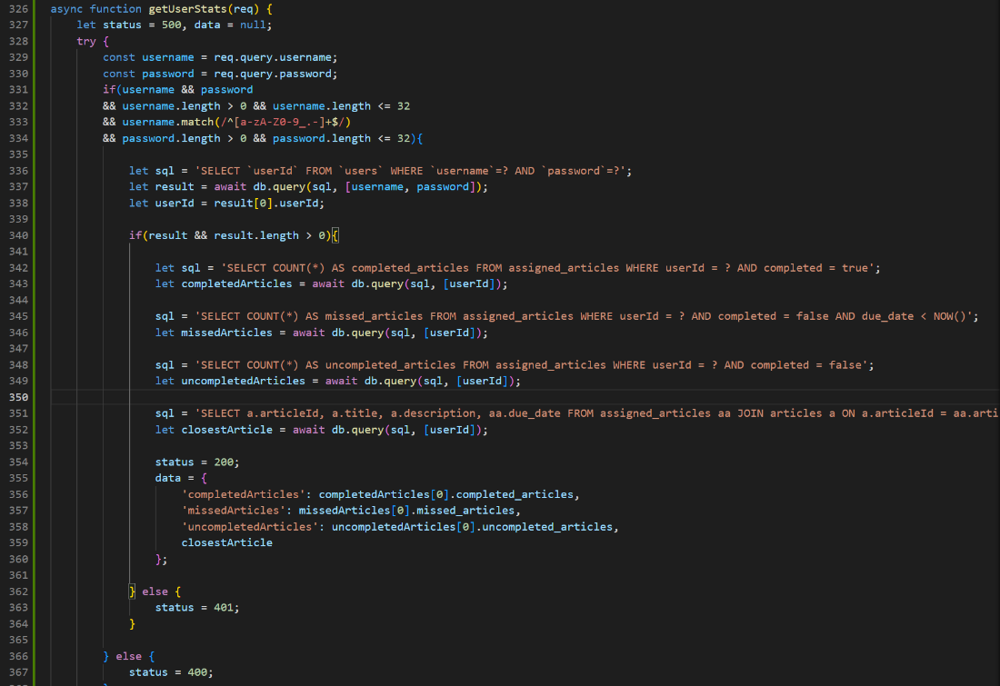 326 async function getUserStats(req) {
327 let status = 500, data = null;
328 try {
329 const username = req.query.username;
330 const password = req.query.password;
331 if(username && password
332 && username.length > 0 && username.length <= 32
333 && username.match(/^[a-zA-Z0-9_.-]+$/)
334 && password.length > 0 && password.length <= 32){
335
336 let sql = 'SELECT `userId` FROM `users` WHERE `username`=? AND `password`=?';
337 let result = await db.query(sql, [username, password]);
338 let userId = result[0].userId;
339
340 if(result && result.length > 0){
341
342 let sql = 'SELECT COUNT(*) AS completed_articles FROM assigned_articles WHERE userId = ? AND completed = true';
343 let completedArticles = await db.query(sql, [userId]);
344
345 sql = 'SELECT COUNT(*) AS missed_articles FROM assigned_articles WHERE userId = ? AND completed = false AND due_date < NOW()';
346 let missedArticles = await db.query(sql, [userId]);
347
348 sql = 'SELECT COUNT(*) AS uncompleted_articles FROM assigned_articles WHERE userId = ? AND completed = false';
349 let uncompletedArticles = await db.query(sql, [userId]);
350
351 sql = 'SELECT a.articleId, a.title, a.description, aa.due_date FROM assigned_articles aa JOIN articles a ON a.articleId = aa.arti
352 let closestArticle = await db.query(sql, [userId]);
353
354 status = 200;
355 data = {
356 'completedArticles': completedArticles[0].completed_articles,
357 'missedArticles': missedArticles[0].missed_articles,
358 'uncompletedArticles': uncompletedArticles[0].uncompleted_articles,
359 closestArticle
360 };
361
362 } else {
363 status = 401;
364 }
365
366 } else {
367 status = 400;